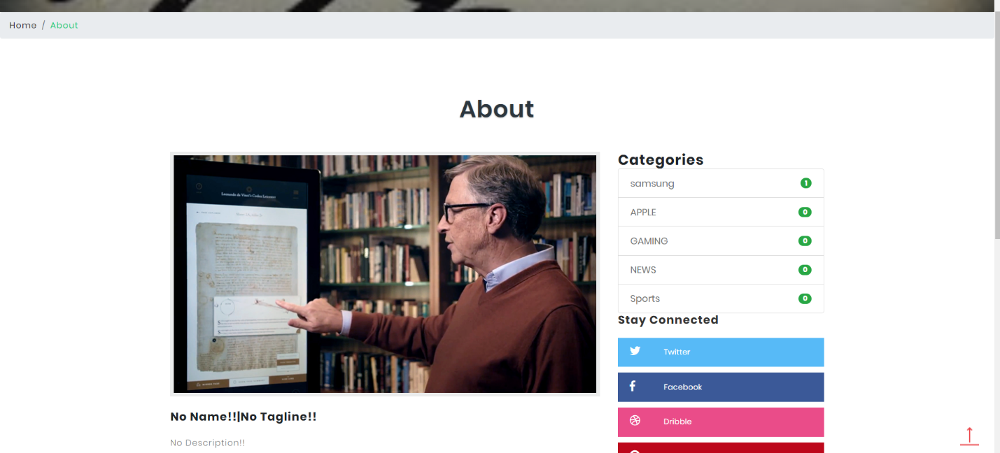 Home / About
About
Leonardo da Vinci's Codex Leicester
Categories
samsung 1
APPLE 0
GAMING 0
NEWS 0
Sports 0
Stay Connected
Twitter
Facebook
Dribble
No Name!!|No Tagline!!
No Description!!